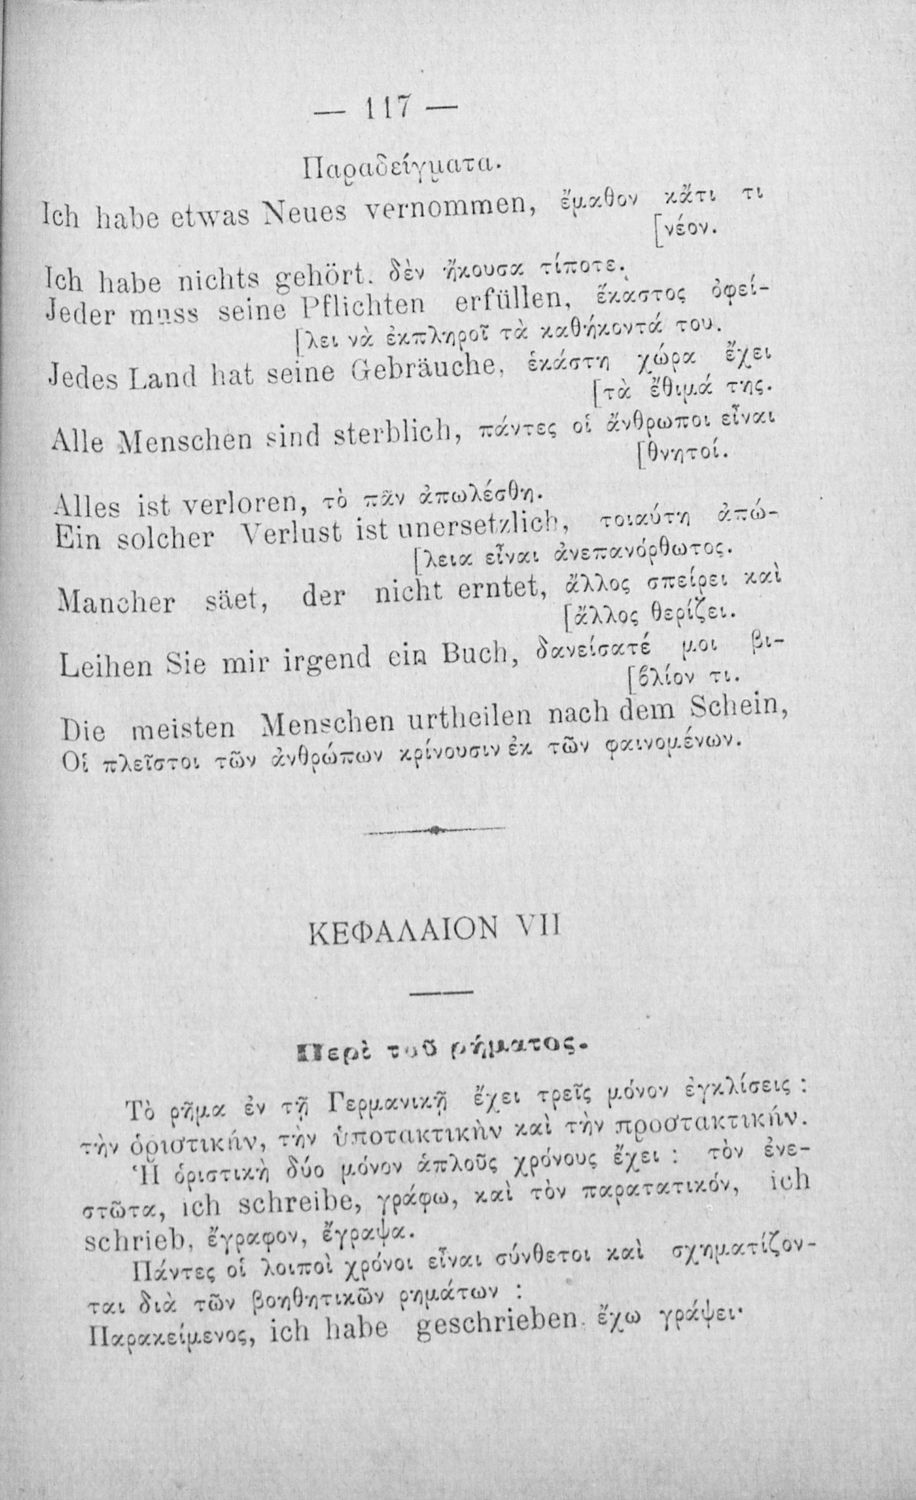 — 117 —
Παραδείγματα.
Ich habe etwas Neues vernommen, ἔμαθον κἄτι τι
[νέον.
Ich habe nichts gehört. δὲν ἤκουσα τίποτε.
Jeder muss seine Pflichten erfüllen, ἕκαστος ὀφεί-
[λει νὰ ἐκπληροῖ τὰ καθήκοντά του.
Jedes Land hat seine Gebräuche, ἑκάστη χώρα ἔχει
[τὰ ἔθιμά της.
Alle Menschen sind sterblich, πάντες οἱ ἄνθρωποι εἶναι
[θνητοί.
Alles ist verloren, τὸ πᾶν ἀπωλέσθη.
Ein solcher Verlust ist unersetzlich, τοιαύτη ἀπώ-
[λεια εἶναι ἀνεπανόρθωτος.
Mancher säet, der nicht erntet, ἄλλος σπείρει καὶ
[ἄλλος θερίζει.
Leihen Sie mir irgend ein Buch, δανείσατέ μοι βι-
[βλίον τι.
Die meisten Menschen urtheilen nach dem Schein,
Οἱ πλεῖστοι τῶν ἀνθρώπων κρίνουσιν ἐκ τῶν φαινομένων.
ΚΕΦΑΛΑΙΟΝ VII
Περὶ τοῦ ῥήματος.
Τὸ ρῆμα ἐν τῇ Γερμανικῇ ἔχει τρεῖς μόνον ἐγκλίσεις :
τὴν ὁριστικήν, τὴν ὑποτακτικὴν καὶ τὴν προστακτικήν.
Ἡ ὁριστικὴ δύο μόνον ἁπλοῦς χρόνους ἔχει : τὸν ἐνε-
στῶτα, ich schreibe, γράφω, καὶ τὸν παρατατικόν, ich
schrieb, ἔγραφον, ἔγραψα.
Πάντες οἱ λοιποὶ χρόνοι εἶναι σύνθετοι καὶ σχηματίζον-
ται διὰ τῶν βοηθητικῶν ρημάτων :
Παρακείμενος, ich habe geschrieben. ἔχω γράψει·